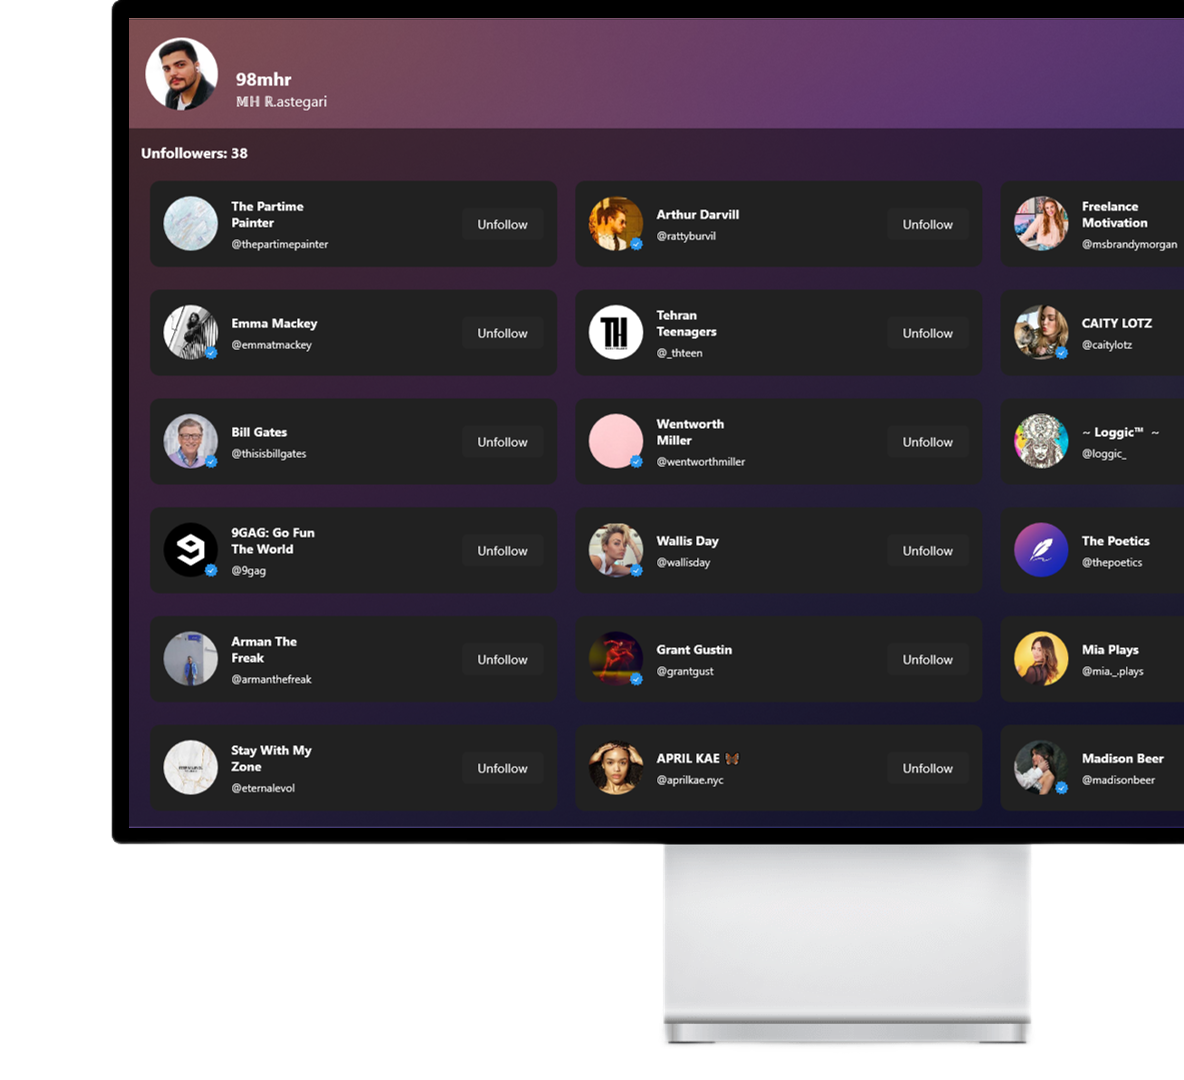 98mhr
𝕄ℍ ℝ.astegari
Unfollowers: 38
The Partime
Painter
@thepartimepainter
Unfollow
Arthur Darvill
@rattyburvil
Unfollow
Freelance
Motivation
@msbrandymorgan
Emma Mackey
@emmatmackey
Unfollow
TH
Tehran
Teenagers
@_thteen
Unfollow
CAITY LOTZ
@caitylotz
Bill Gates
@thisisbillgates
Unfollow
Wentworth
Miller
@wentworthmiller
Unfollow
~ Loggic™ ~
@loggic_
9
9GAG: Go Fun
The World
@9gag
Unfollow
Wallis Day
@wallisday
Unfollow
The Poetics
@thepoetics
Arman The
Freak
@armanthefreak
Unfollow
Grant Gustin
@grantgust
Unfollow
Mia Plays
@mia._.plays
Stay With My
Zone
@eternalevol
Unfollow
APRIL KAE 🦋
@aprilkae.nyc
Unfollow
Madison Beer
@madisonbeer